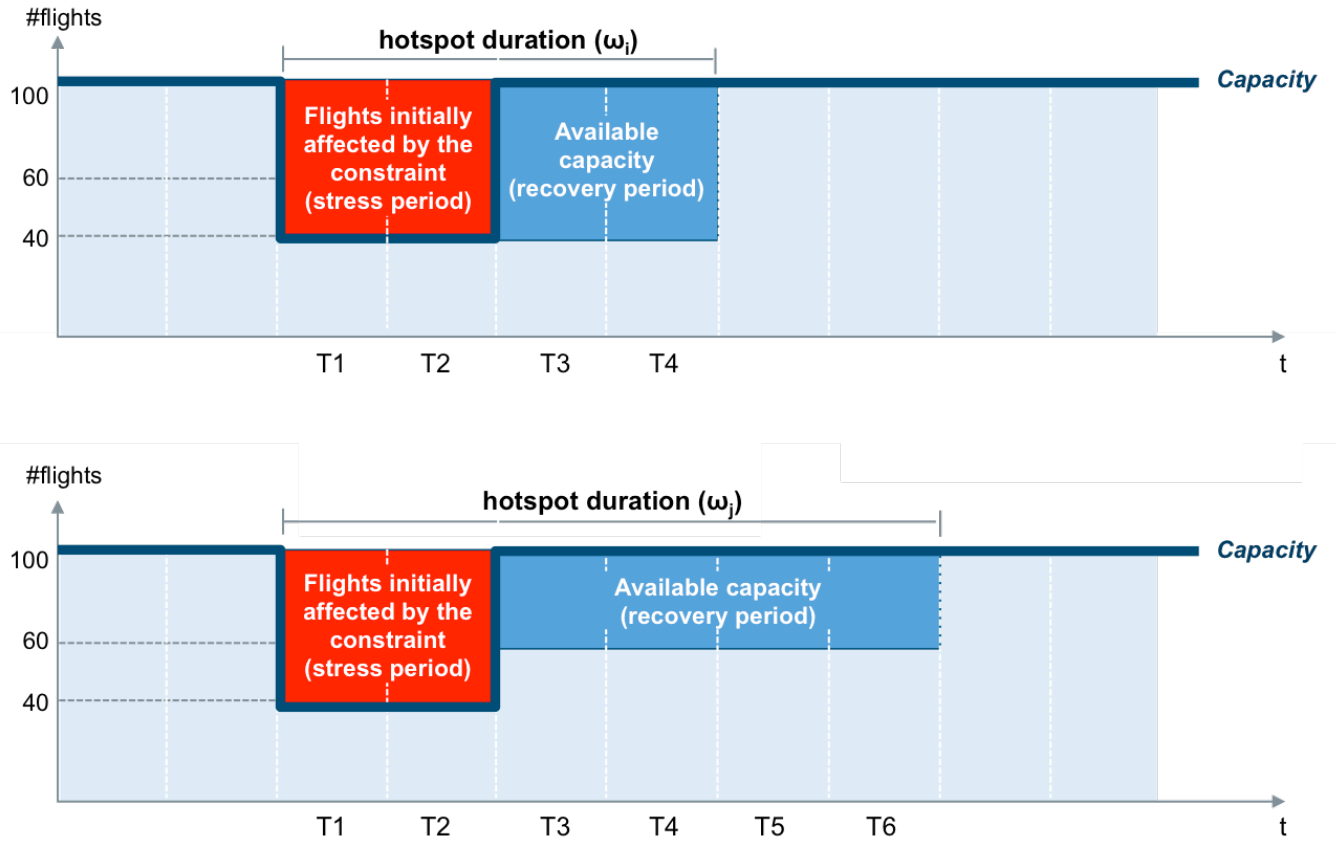 #flights
hotspot duration (ωi)
Capacity
100
Flights initially
affected by the
constraint
(stress period)
Available
capacity
(recovery period)
60
40
T1 T2 T3 T4 t
#flights
hotspot duration (ωj)
Capacity
100
Flights initially
affected by the
constraint
(stress period)
Available capacity
(recovery period)
60
40
T1 T2 T3 T4 T5 T6 t